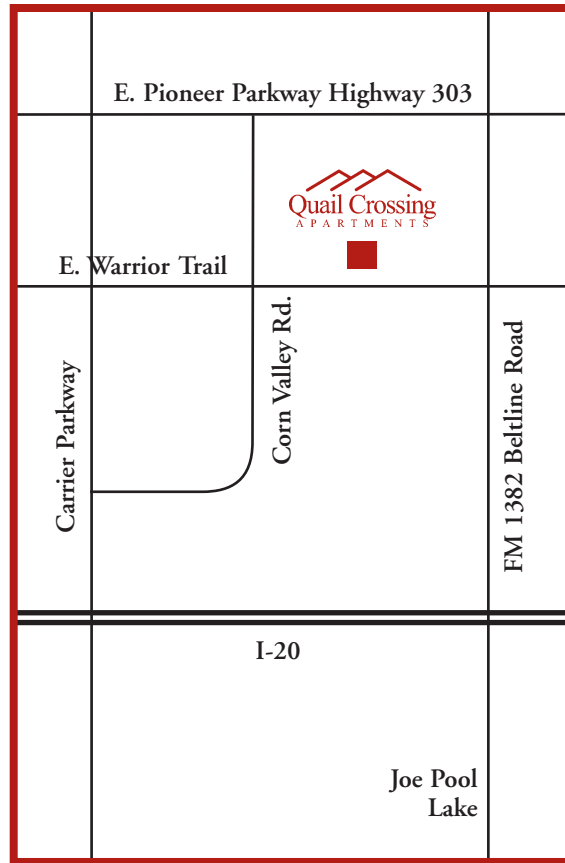 E. Pioneer Parkway Highway 303
Quail Crossing
APARTMENTS
E. Warrior Trail
Corn Valley Rd.
Carrier Parkway
FM 1382 Beltline Road
I-20
Joe Pool
Lake